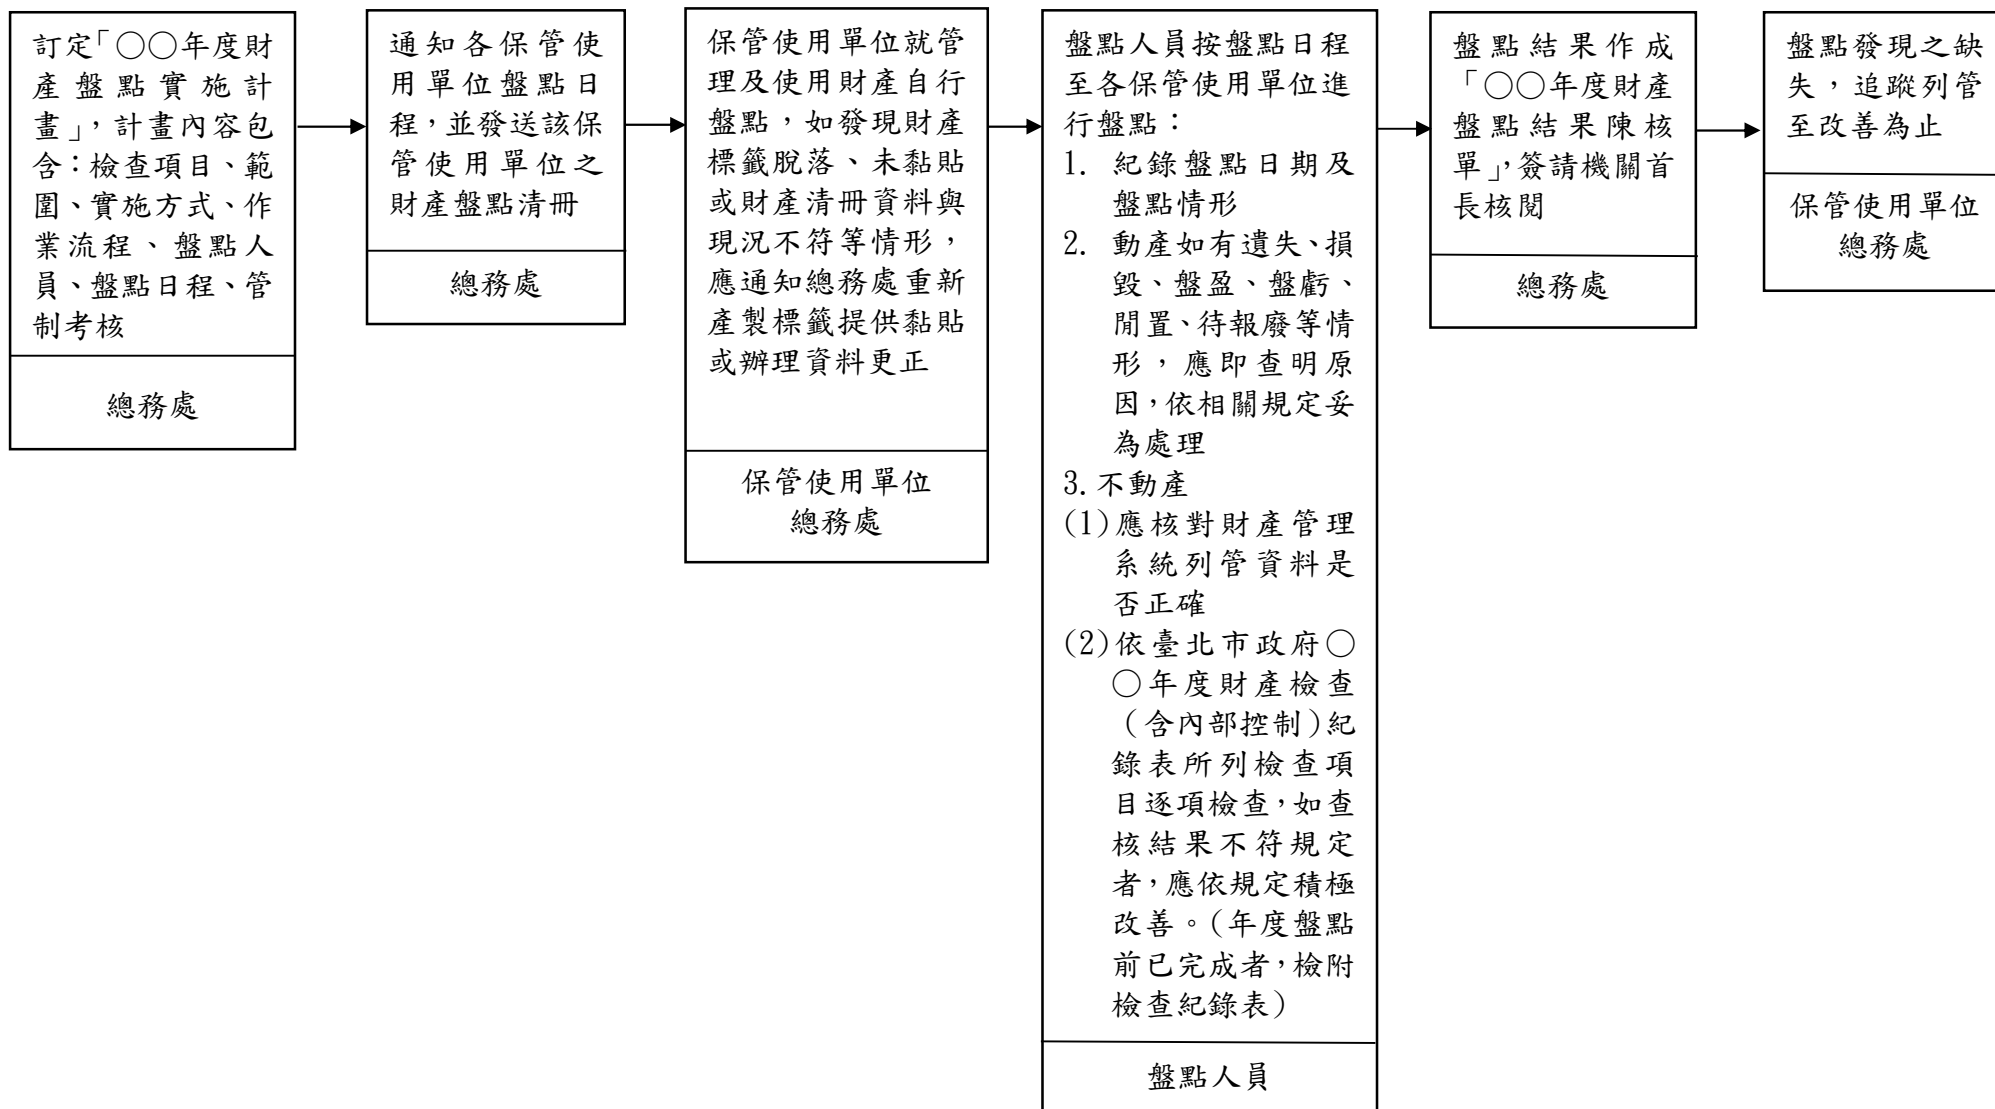 訂定「○○年度財
產盤點實施計
畫」，計畫內容包
含：檢查項目、範
圍、實施方式、作
業流程、盤點人
員、盤點日程、管
制考核
總務處
通知各保管使
用單位盤點日
程，並發送該保
管使用單位之
財產盤點清冊
總務處
保管使用單位就管
理及使用財產自行
盤點，如發現財產
標籤脫落、未黏貼
或財產清冊資料與
現況不符等情形，
應通知總務處重新
產製標籤提供黏貼
或辦理資料更正
保管使用單位
總務處
盤點人員按盤點日程
至各保管使用單位進
行盤點：
1. 紀錄盤點日期及
盤點情形
2. 動產如有遺失、損
毀、盤盈、盤虧、
閒置、待報廢等情
形，應即查明原
因，依相關規定妥
為處理
3.不動產
(1)應核對財產管理
系統列管資料是
否正確
(2)依臺北市政府○
○年度財產檢查
（含內部控制）紀
錄表所列檢查項
目逐項檢查，如查
核結果不符規定
者，應依規定積極
改善。（年度盤點
前已完成者，檢附
檢查紀錄表）
盤點人員
盤點結果作成
「○○年度財產
盤點結果陳核
單」，簽請機關首
長核閱
總務處
盤點發現之缺
失，追蹤列管
至改善為止
保管使用單位
總務處